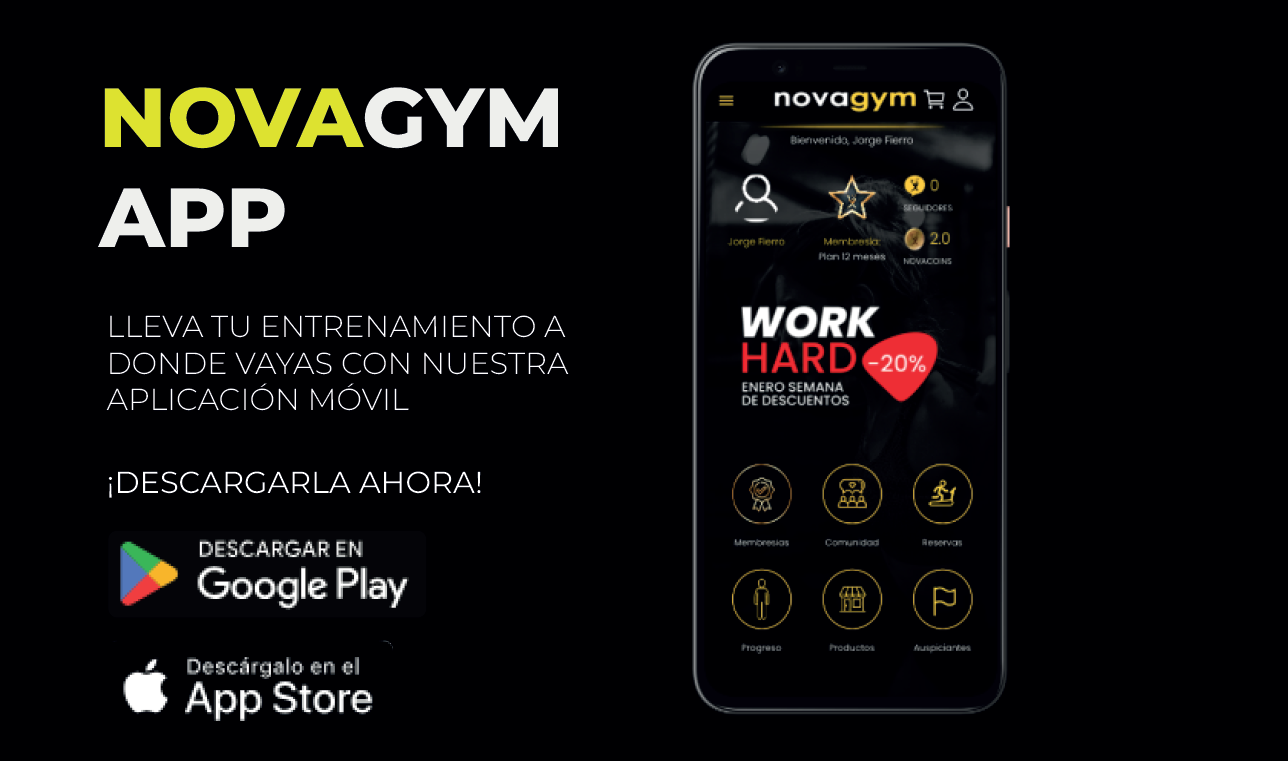 NOVAGYM
APP
LLEVA TU ENTRENAMIENTO A
DONDE VAYAS CON NUESTRA
APLICACIÓN MÓVIL
¡DESCARGARLA AHORA!
DESCARGAR EN
Google Play
Descárgalo en el
App Store
novagym
Bienvenido, Jorge Fierro
0
SEGUIDORES
Jorge Fierro
Membresía:
Plan 12 meses
2.0
NOVACOINS
WORK
HARD
-20%
ENERO SEMANA
DE DESCUENTOS
Membresias
Comunidad
Reservas
Progreso
Productos
Auspiciantes